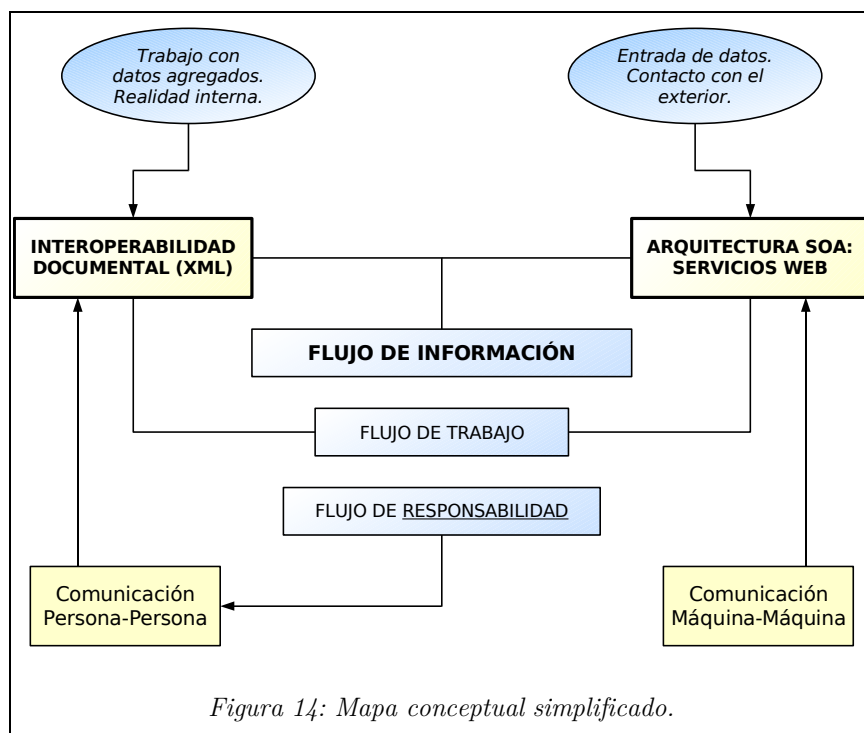 Trabajo con
datos agregados.
Realidad interna.
Entrada de datos.
Contacto con el
exterior.
INTEROPERABILIDAD
DOCUMENTAL (XML)
ARQUITECTURA SOA:
SERVICIOS WEB
FLUJO DE INFORMACIÓN
FLUJO DE TRABAJO
FLUJO DE RESPONSABILIDAD
Comunicación
Persona-Persona
Comunicación
Máquina-Máquina
Figura 14: Mapa conceptual simplificado.